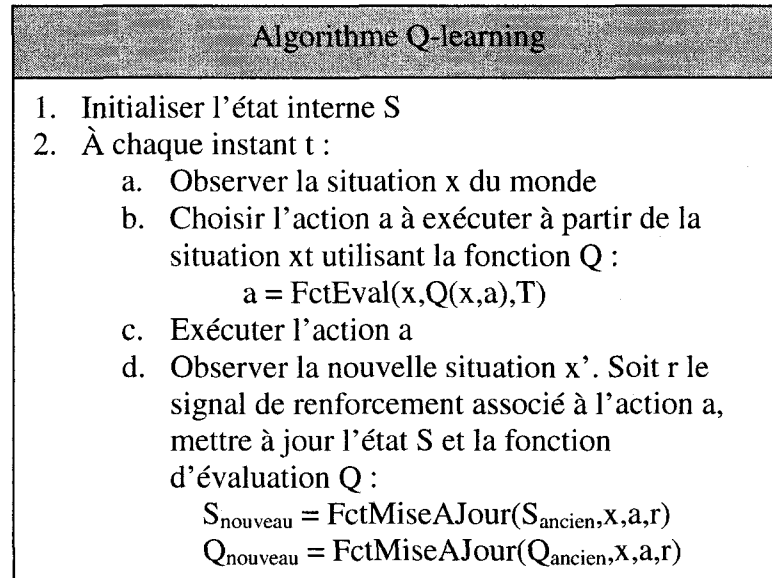 Algorithme Q-learning
1. Initialiser l'état interne S
2. À chaque instant t :
a. Observer la situation x du monde
b. Choisir l'action a à exécuter à partir de la
situation xt utilisant la fonction Q :
a = FctEval(x,Q(x,a),T)
c. Exécuter l'action a
d. Observer la nouvelle situation x'. Soit r le
signal de renforcement associé à l'action a,
mettre à jour l'état S et la fonction
d'évaluation Q :
Snouveau = FctMiseAJour(Sancien,x,a,r)
Qnouveau = FctMiseAJour(Qancien,x,a,r)